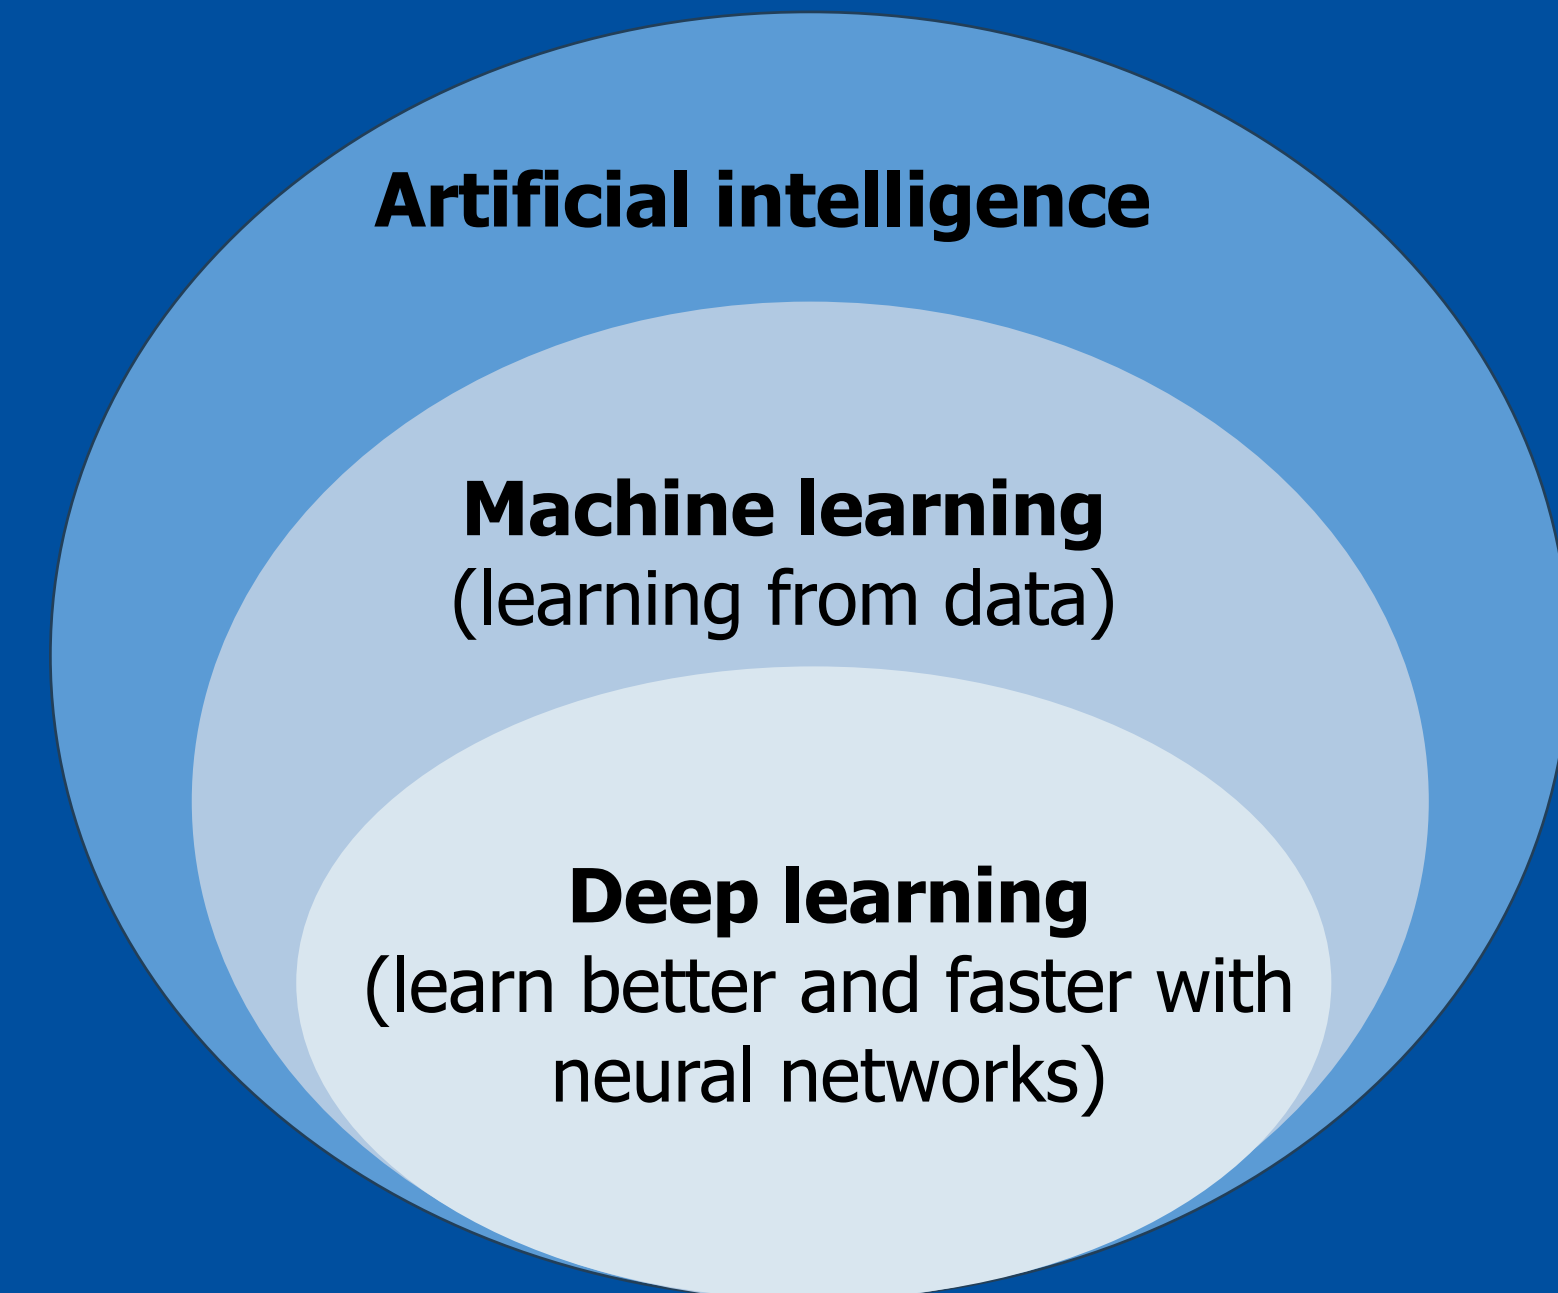 Artificial intelligence
Machine learning
(learning from data)
Deep learning
(learn better and faster with
neural networks)